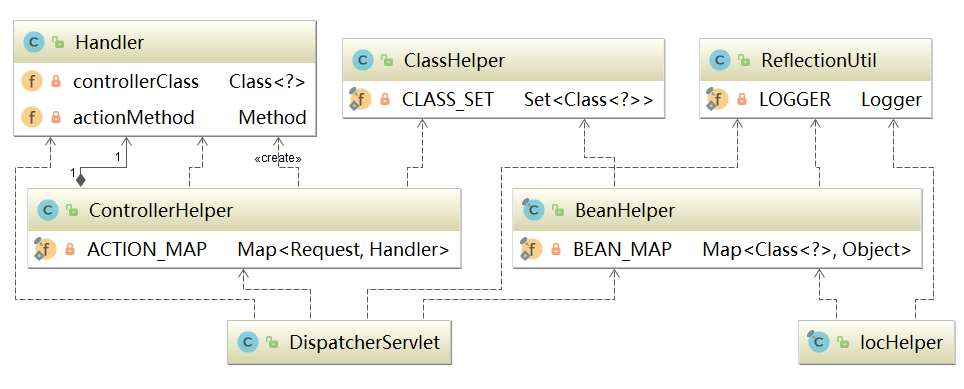 Handler
controllerClass Class<?>
actionMethod Method
ClassHelper
CLASS_SET Set<Class<?>>
ReflectionUtil
LOGGER Logger
1
1
«create»
ControllerHelper
ACTION_MAP Map<Request, Handler>
BeanHelper
BEAN_MAP Map<Class<?>, Object>
DispatcherServlet
IocHelper